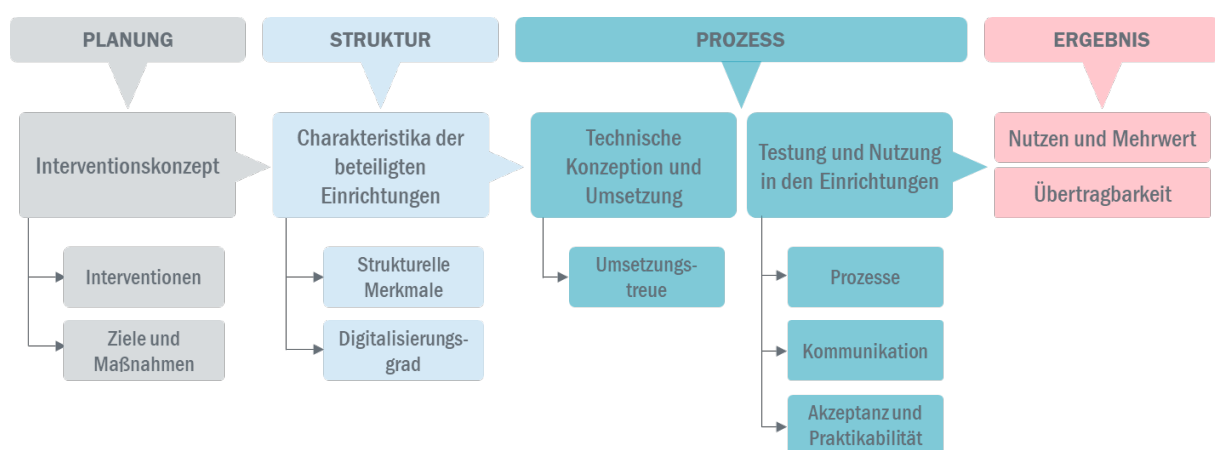 PLANUNG
STRUKTUR
PROZESS
ERGEBNIS
Interventionskonzept
Interventionen
Ziele und
Maßnahmen
Charakteristika der
beteiligten
Einrichtungen
Strukturelle
Merkmale
Digitalisierungs-
grad
Technische
Konzeption und
Umsetzung
Umsetzungs-
treue
Testung und Nutzung
in den Einrichtungen
Prozesse
Kommunikation
Akzeptanz und
Praktikabilität
Nutzen und Mehrwert
Übertragbarkeit